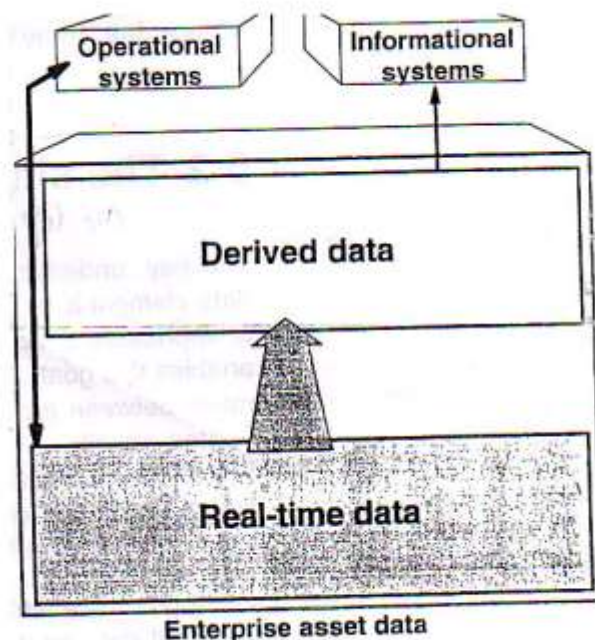 Operational
systems
Informational
systems
Derived data
Real-time data
Enterprise asset data